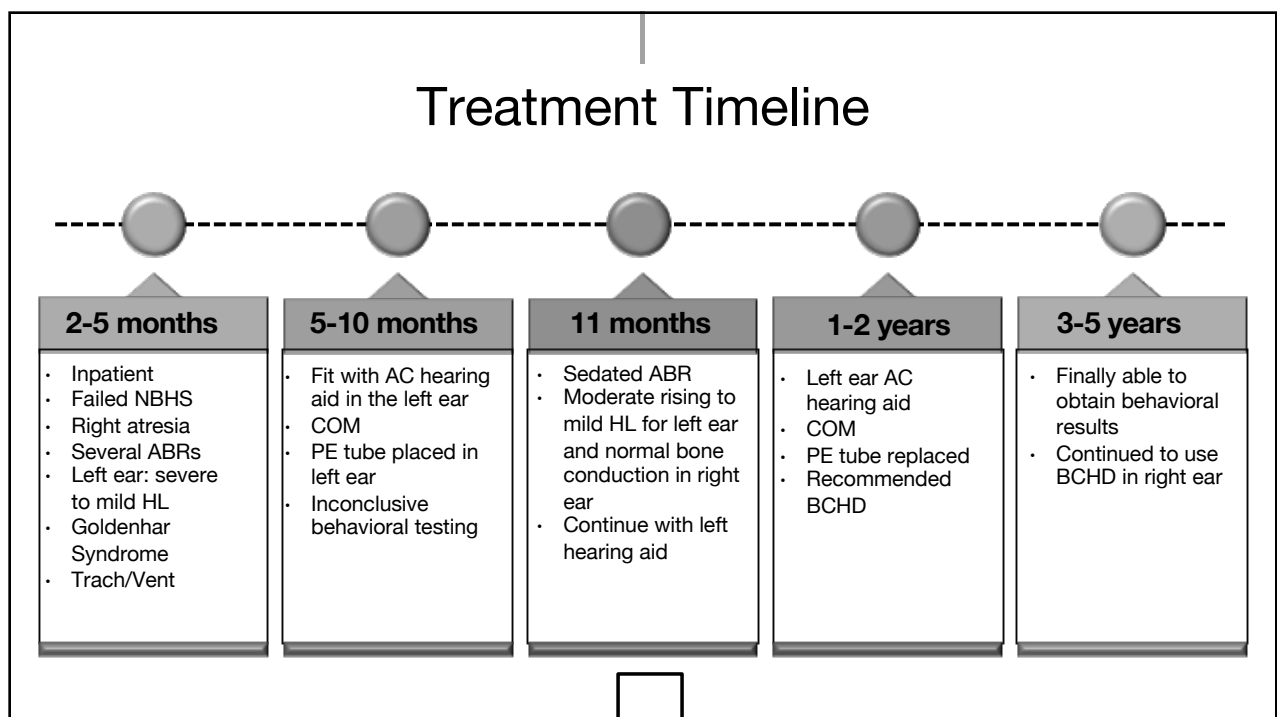 Treatment Timeline
2-5 months
· Inpatient
· Failed NBHS
· Right atresia
· Several ABRs
· Left ear: severe
to mild HL
· Goldenhar
Syndrome
· Trach/Vent
5-10 months
· Fit with AC hearing
aid in the left ear
· COM
· PE tube placed in
left ear
· Inconclusive
behavioral testing
11 months
· Sedated ABR
· Moderate rising to
mild HL for left ear
and normal bone
conduction in right
ear
· Continue with left
hearing aid
1-2 years
· Left ear AC
hearing aid
· COM
· PE tube replaced
· Recommended
BCHD
3-5 years
· Finally able to
obtain behavioral
results
· Continued to use
BCHD in right ear